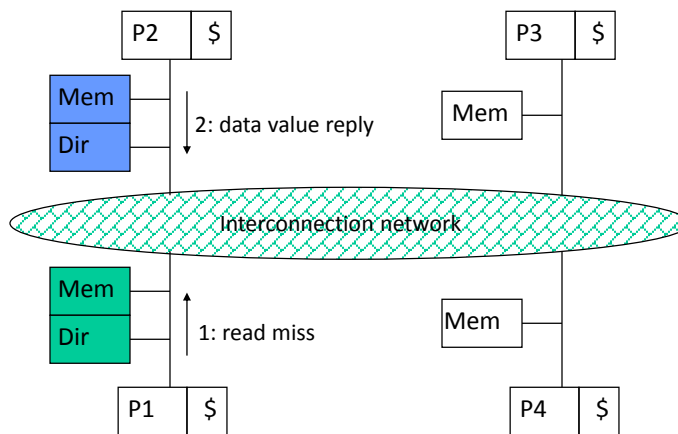 P2 $
P3 $
Mem
Dir
2: data value reply
Mem
Interconnection network
Mem
Dir
1: read miss
Mem
P1 $
P4 $